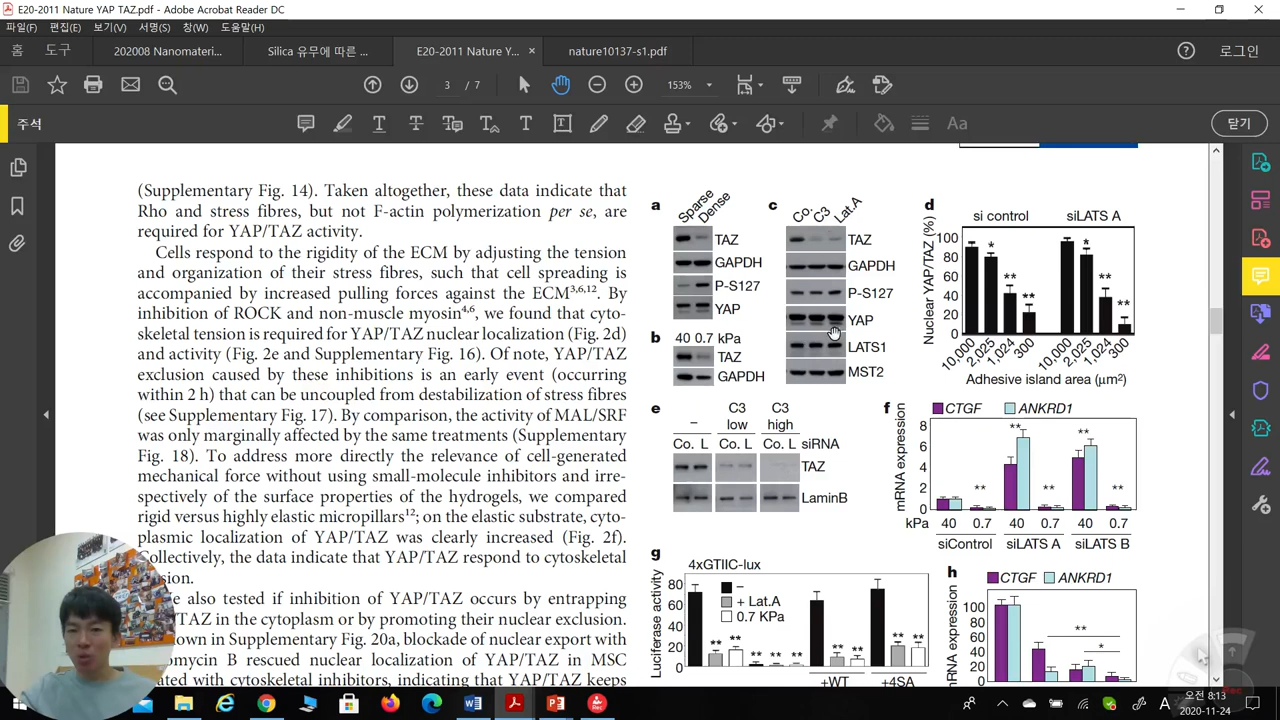 E20-2011 Nature YAP TAZ.pdf - Adobe Acrobat Reader DC
파일(F) 편집(E) 보기(V) 서명(S) 창(W) 도움말(H)
홈 도구 202008 Nanomateri... Silica 유무에 따른 ... E20-2011 Nature Y... × nature10137-s1.pdf 로그인
3 / 7 153%
주석 닫기
(Supplementary Fig. 14). Taken altogether, these data indicate that
Rho and stress fibres, but not F-actin polymerization per se, are
required for YAP/TAZ activity.
Cells respond to the rigidity of the ECM by adjusting the tension
and organization of their stress fibres, such that cell spreading is
accompanied by increased pulling forces against the ECM3,6,12. By
inhibition of ROCK and non-muscle myosin4,6, we found that cyto-
skeletal tension is required for YAP/TAZ nuclear localization (Fig. 2d)
and activity (Fig. 2e and Supplementary Fig. 16). Of note, YAP/TAZ
exclusion caused by these inhibitions is an early event (occurring
within 2 h) that can be uncoupled from destabilization of stress fibres
(see Supplementary Fig. 17). By comparison, the activity of MAL/SRF
was only marginally affected by the same treatments (Supplementary
Fig. 18). To address more directly the relevance of cell-generated
mechanical force without using small-molecule inhibitors and irre-
spectively of the surface properties of the hydrogels, we compared
rigid versus highly elastic micropillars12; on the elastic substrate, cyto-
plasmic localization of YAP/TAZ was clearly increased (Fig. 2f).
Collectively, the data indicate that YAP/TAZ respond to cytoskeletal
also tested if inhibition of YAP/TAZ occurs by entrapping
in the cytoplasm or by promoting their nuclear exclusion.
in Supplementary Fig. 20a, blockade of nuclear export with
B rescued nuclear localization of YAP/TAZ in MSC
with cytoskeletal inhibitors, indicating that YAP/TAZ keeps
a
Sparse Dense
TAZ
GAPDH
P-S127
YAP
b
40 0.7 kPa
TAZ
GAPDH
c
Co. C3 Lat.A
TAZ
GAPDH
P-S127
YAP
LATS1
MST2
d
si control siLATS A
Nuclear YAP/TAZ (%)
100
80
60
40
20
0
* ** ** * ** **
10,000 2,025 1,024 300 10,000 2,025 1,024 300
Adhesive island area (μm2)
e
– C3 low C3 high
Co. L Co. L Co. L siRNA
TAZ
LaminB
f
CTGF ANKRD1
mRNA expression
8
6
4
2
0
** ** ** ** **
kPa 40 0.7 40 0.7 40 0.7
siControl siLATS A siLATS B
g
4xGTIIC-lux
Luciferase activity
80
60
40
20
0
–
+ Lat.A
0.7 KPa
** ** ** ** ** ** ** ** **
+WT +4SA
h
CTGF ANKRD1
mRNA expression
100
80
60
40
20
0
**
*
Rec
A 오전 8:13
2020-11-24